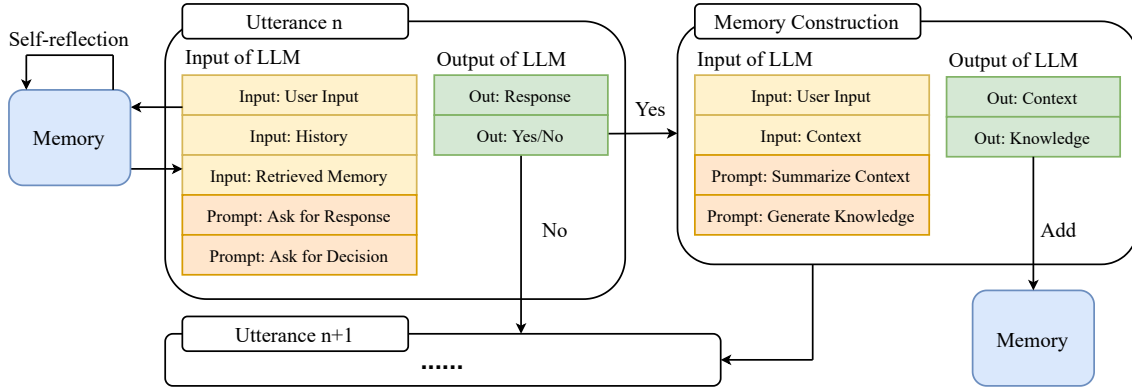 Self-reflection
Memory
Utterance n
Input of LLM
Input: User Input
Input: History
Input: Retrieved Memory
Prompt: Ask for Response
Prompt: Ask for Decision
Output of LLM
Out: Response
Out: Yes/No
Yes
No
Memory Construction
Input of LLM
Input: User Input
Input: Context
Prompt: Summarize Context
Prompt: Generate Knowledge
Output of LLM
Out: Context
Out: Knowledge
Add
Memory
Utterance n+1
......